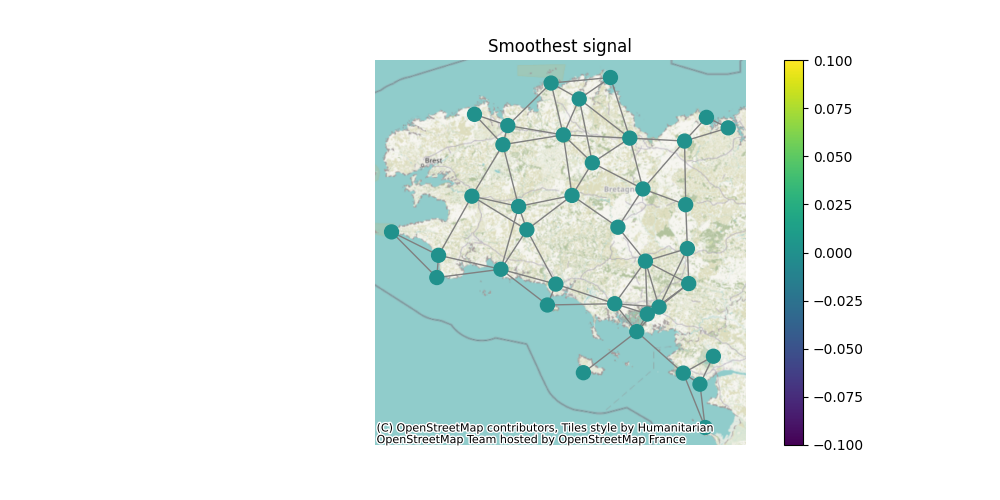 Smoothest signal
Brest
Bretagne
0.100
0.075
0.050
0.025
0.000
−0.025
−0.050
−0.075
−0.100
(C) OpenStreetMap contributors, Tiles style by Humanitarian
OpenStreetMap Team hosted by OpenStreetMap France